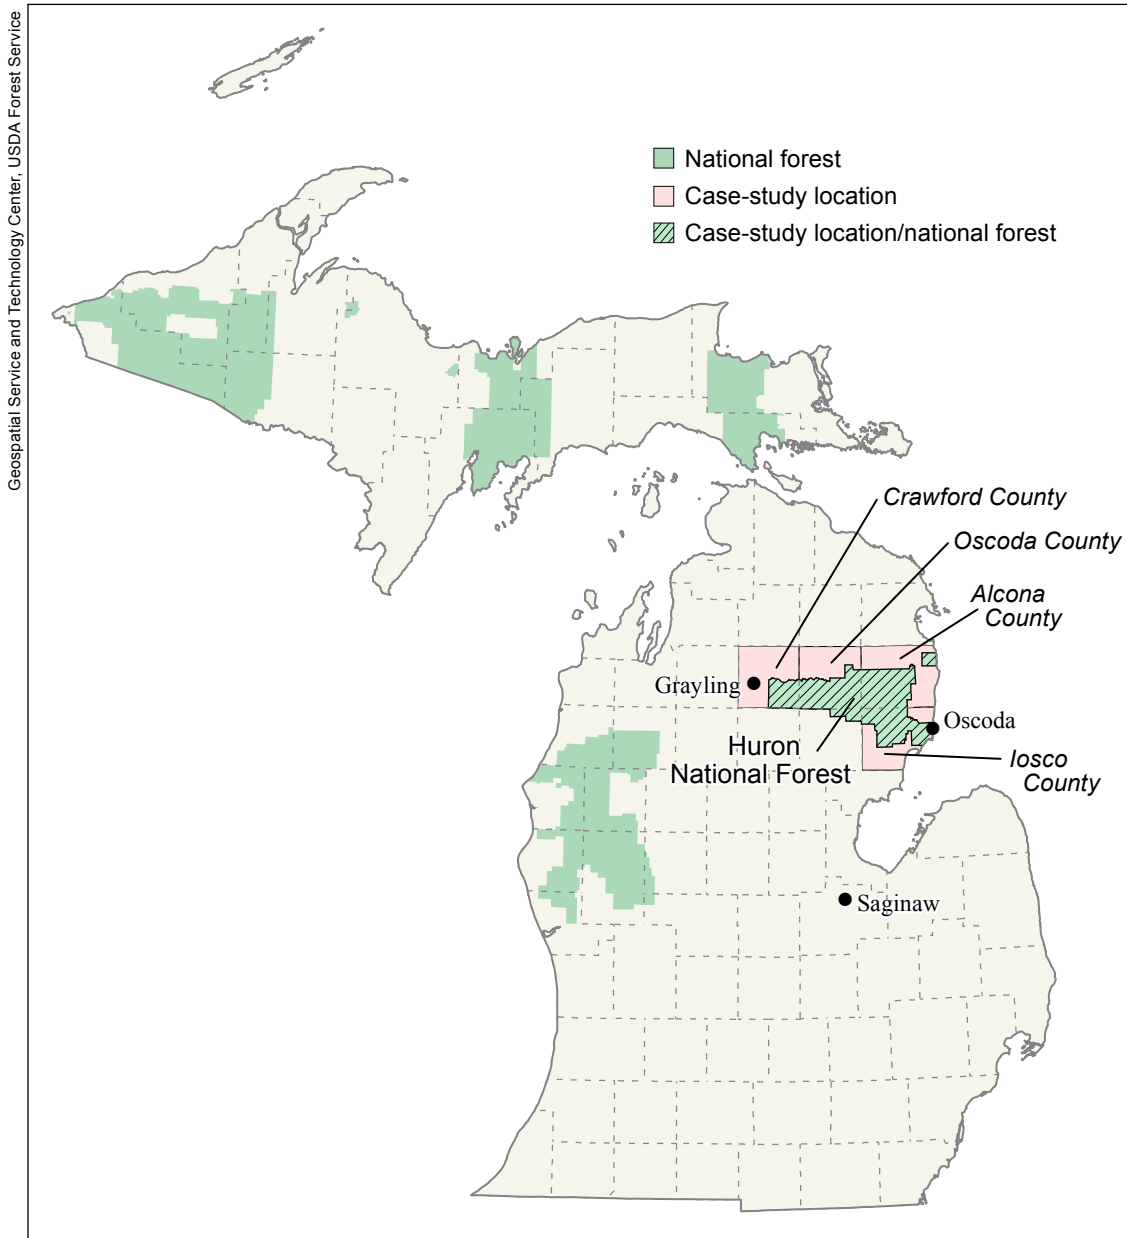 Geospatial Service and Technology Center, USDA Forest Service
National forest
Case-study location
Case-study location/national forest
Crawford County
Oscoda County
Alcona
County
Grayling
Oscoda
Huron
National Forest
Iosco
County
Saginaw